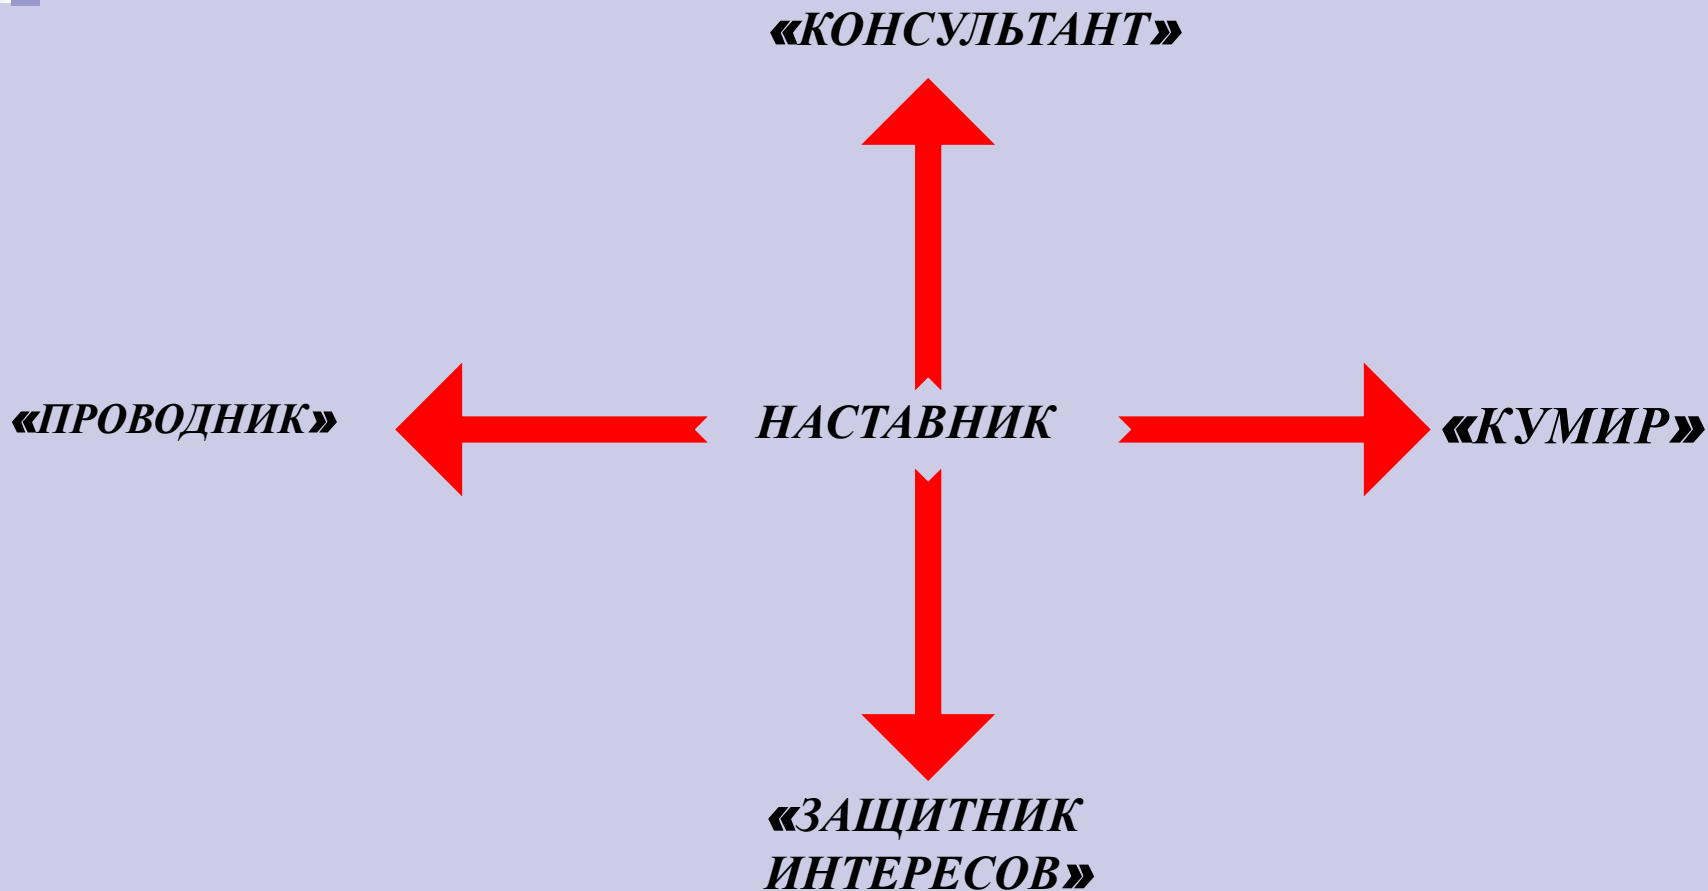 «КОНСУЛЬТАНТ»
«ПРОВОДНИК»
НАСТАВНИК
«КУМИР»
«ЗАЩИТНИК
ИНТЕРЕСОВ»